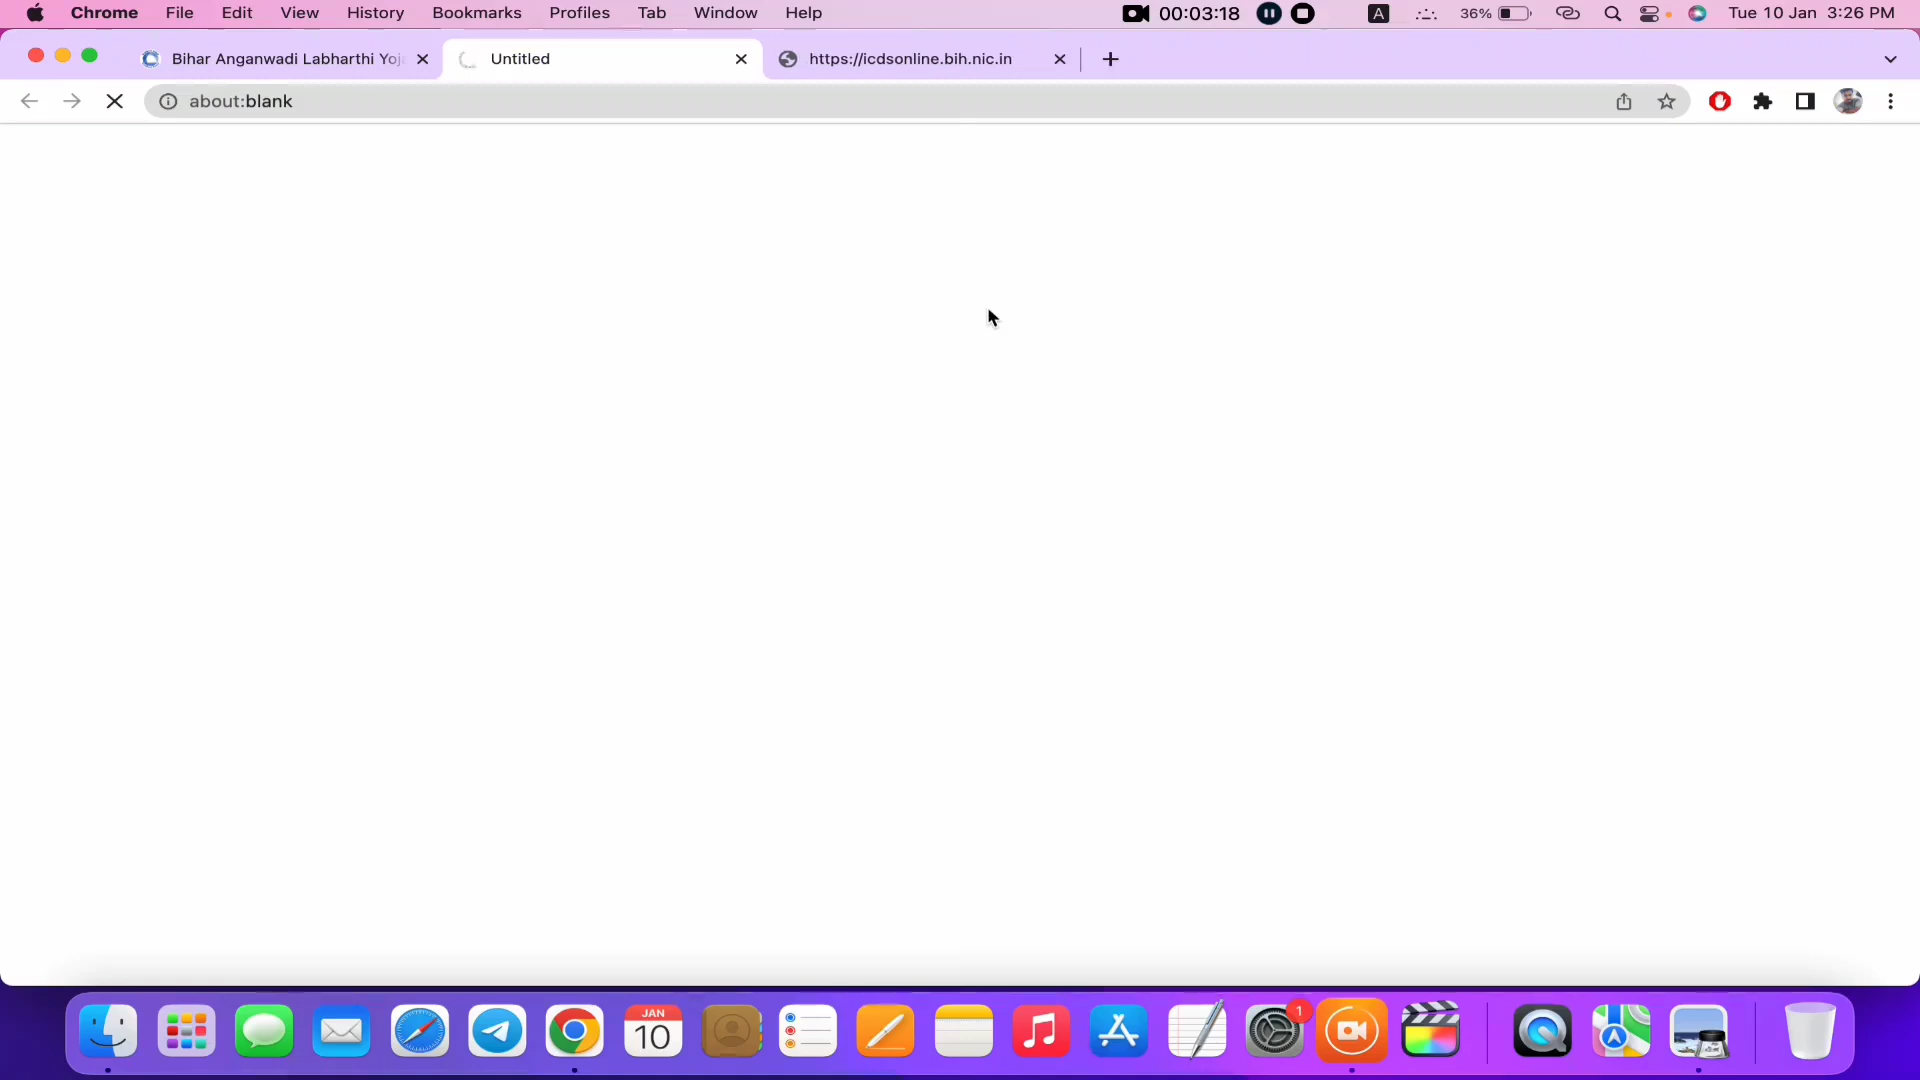 Chrome File Edit View History Bookmarks Profiles Tab Window Help 00:03:18 A 36% Tue 10 Jan 3:26 PM
Bihar Anganwadi Labharthi Yoj Untitled https://icdsonline.bih.nic.in
about:blank
JAN
10
1